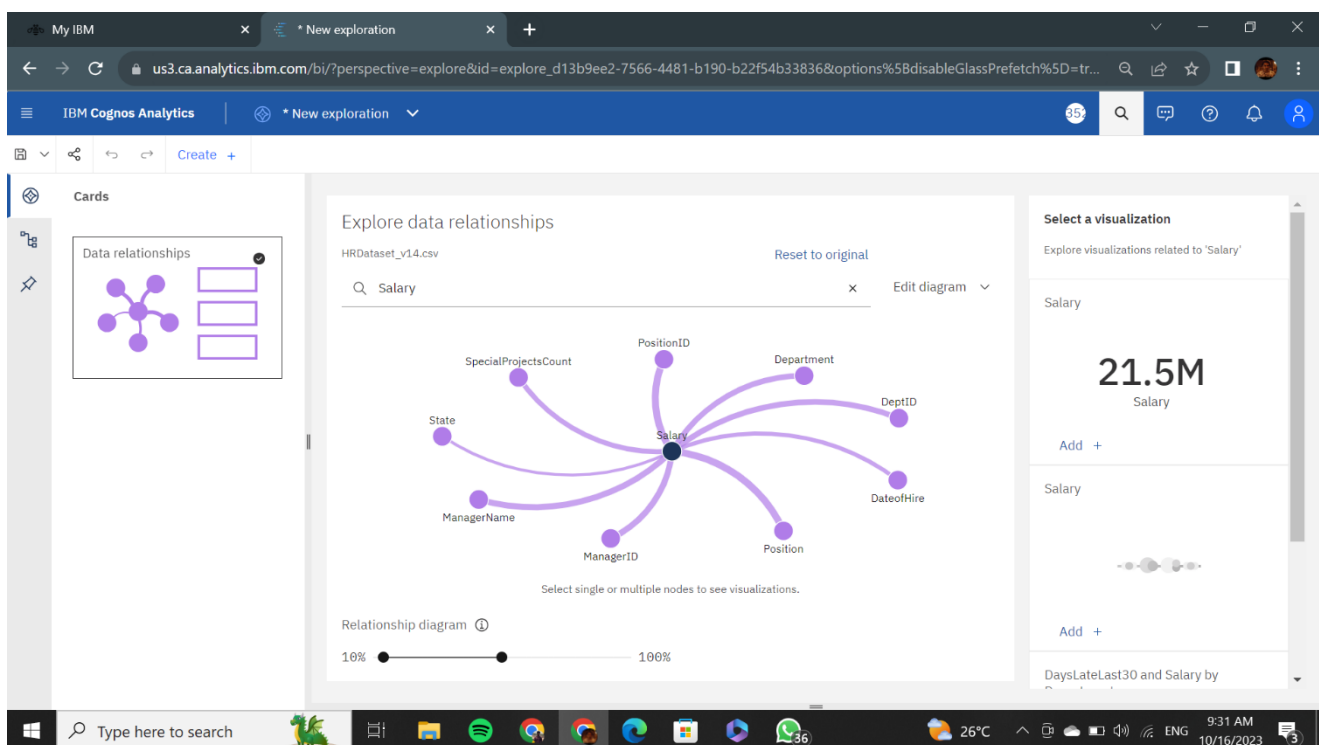 My IBM
* New exploration
us3.ca.analytics.ibm.com/bi/?perspective=explore&id=explore_d13b9ee2-7566-4481-b190-b22f54b33836&options%5BdisableGlassPrefetch%5D=tr...
IBM Cognos Analytics
* New exploration
352
Create +
Cards
Data relationships
Explore data relationships
HRDataset_v14.csv
Reset to original
Salary
Edit diagram
PositionID
SpecialProjectsCount
Department
DeptID
State
Salary
DateofHire
ManagerName
ManagerID
Position
Select single or multiple nodes to see visualizations.
Relationship diagram
10%
100%
Select a visualization
Explore visualizations related to 'Salary'
Salary
21.5M
Salary
Add +
Salary
Add +
DaysLateLast30 and Salary by
Type here to search
36
26°C
ENG
9:31 AM
10/16/2023
3